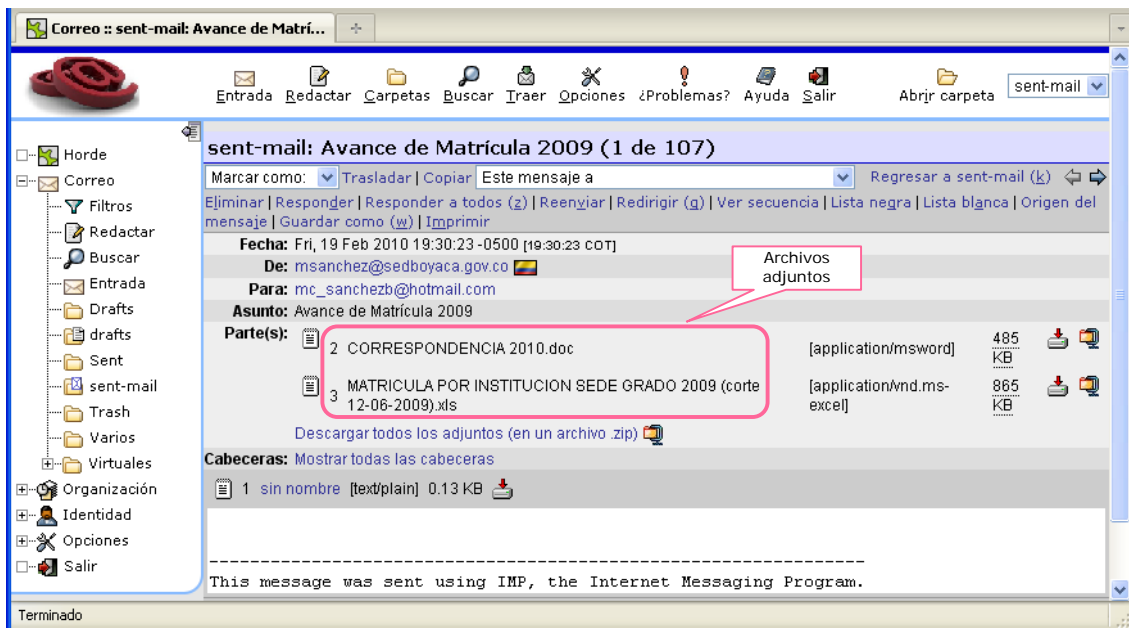 Correo :: sent-mail: Avance de Matrí...
Entrada Redactar Carpetas Buscar Traer Opciones ¿Problemas? Ayuda Salir Abrir carpeta sent-mail
Horde
Correo
Filtros
Redactar
Buscar
Entrada
Drafts
drafts
Sent
sent-mail
Trash
Varios
Virtuales
Organización
Identidad
Opciones
Salir
sent-mail: Avance de Matrícula 2009 (1 de 107)
Marcar como: Trasladar | Copiar Este mensaje a Regresar a sent-mail (k)
Eliminar | Responder | Responder a todos (z) | Reenviar | Redirigir (g) | Ver secuencia | Lista negra | Lista blanca | Origen del
mensaje | Guardar como (w) | Imprimir
Fecha: Fri, 19 Feb 2010 19:30:23 -0500 [19:30:23 COT]
De: msanchez@sedboyaca.gov.co
Para: mc_sanchezb@hotmail.com
Asunto: Avance de Matrícula 2009
Archivos
adjuntos
Parte(s):
2 CORRESPONDENCIA 2010.doc [application/msword] 485
KB
3 MATRICULA POR INSTITUCION SEDE GRADO 2009 (corte [application/vnd.ms- 865
12-06-2009).xls excel] KB
Descargar todos los adjuntos (en un archivo .zip)
Cabeceras: Mostrar todas las cabeceras
1 sin nombre [text/plain] 0.13 KB
------------------------------------------------------------------
This message was sent using IMP, the Internet Messaging Program.
Terminado